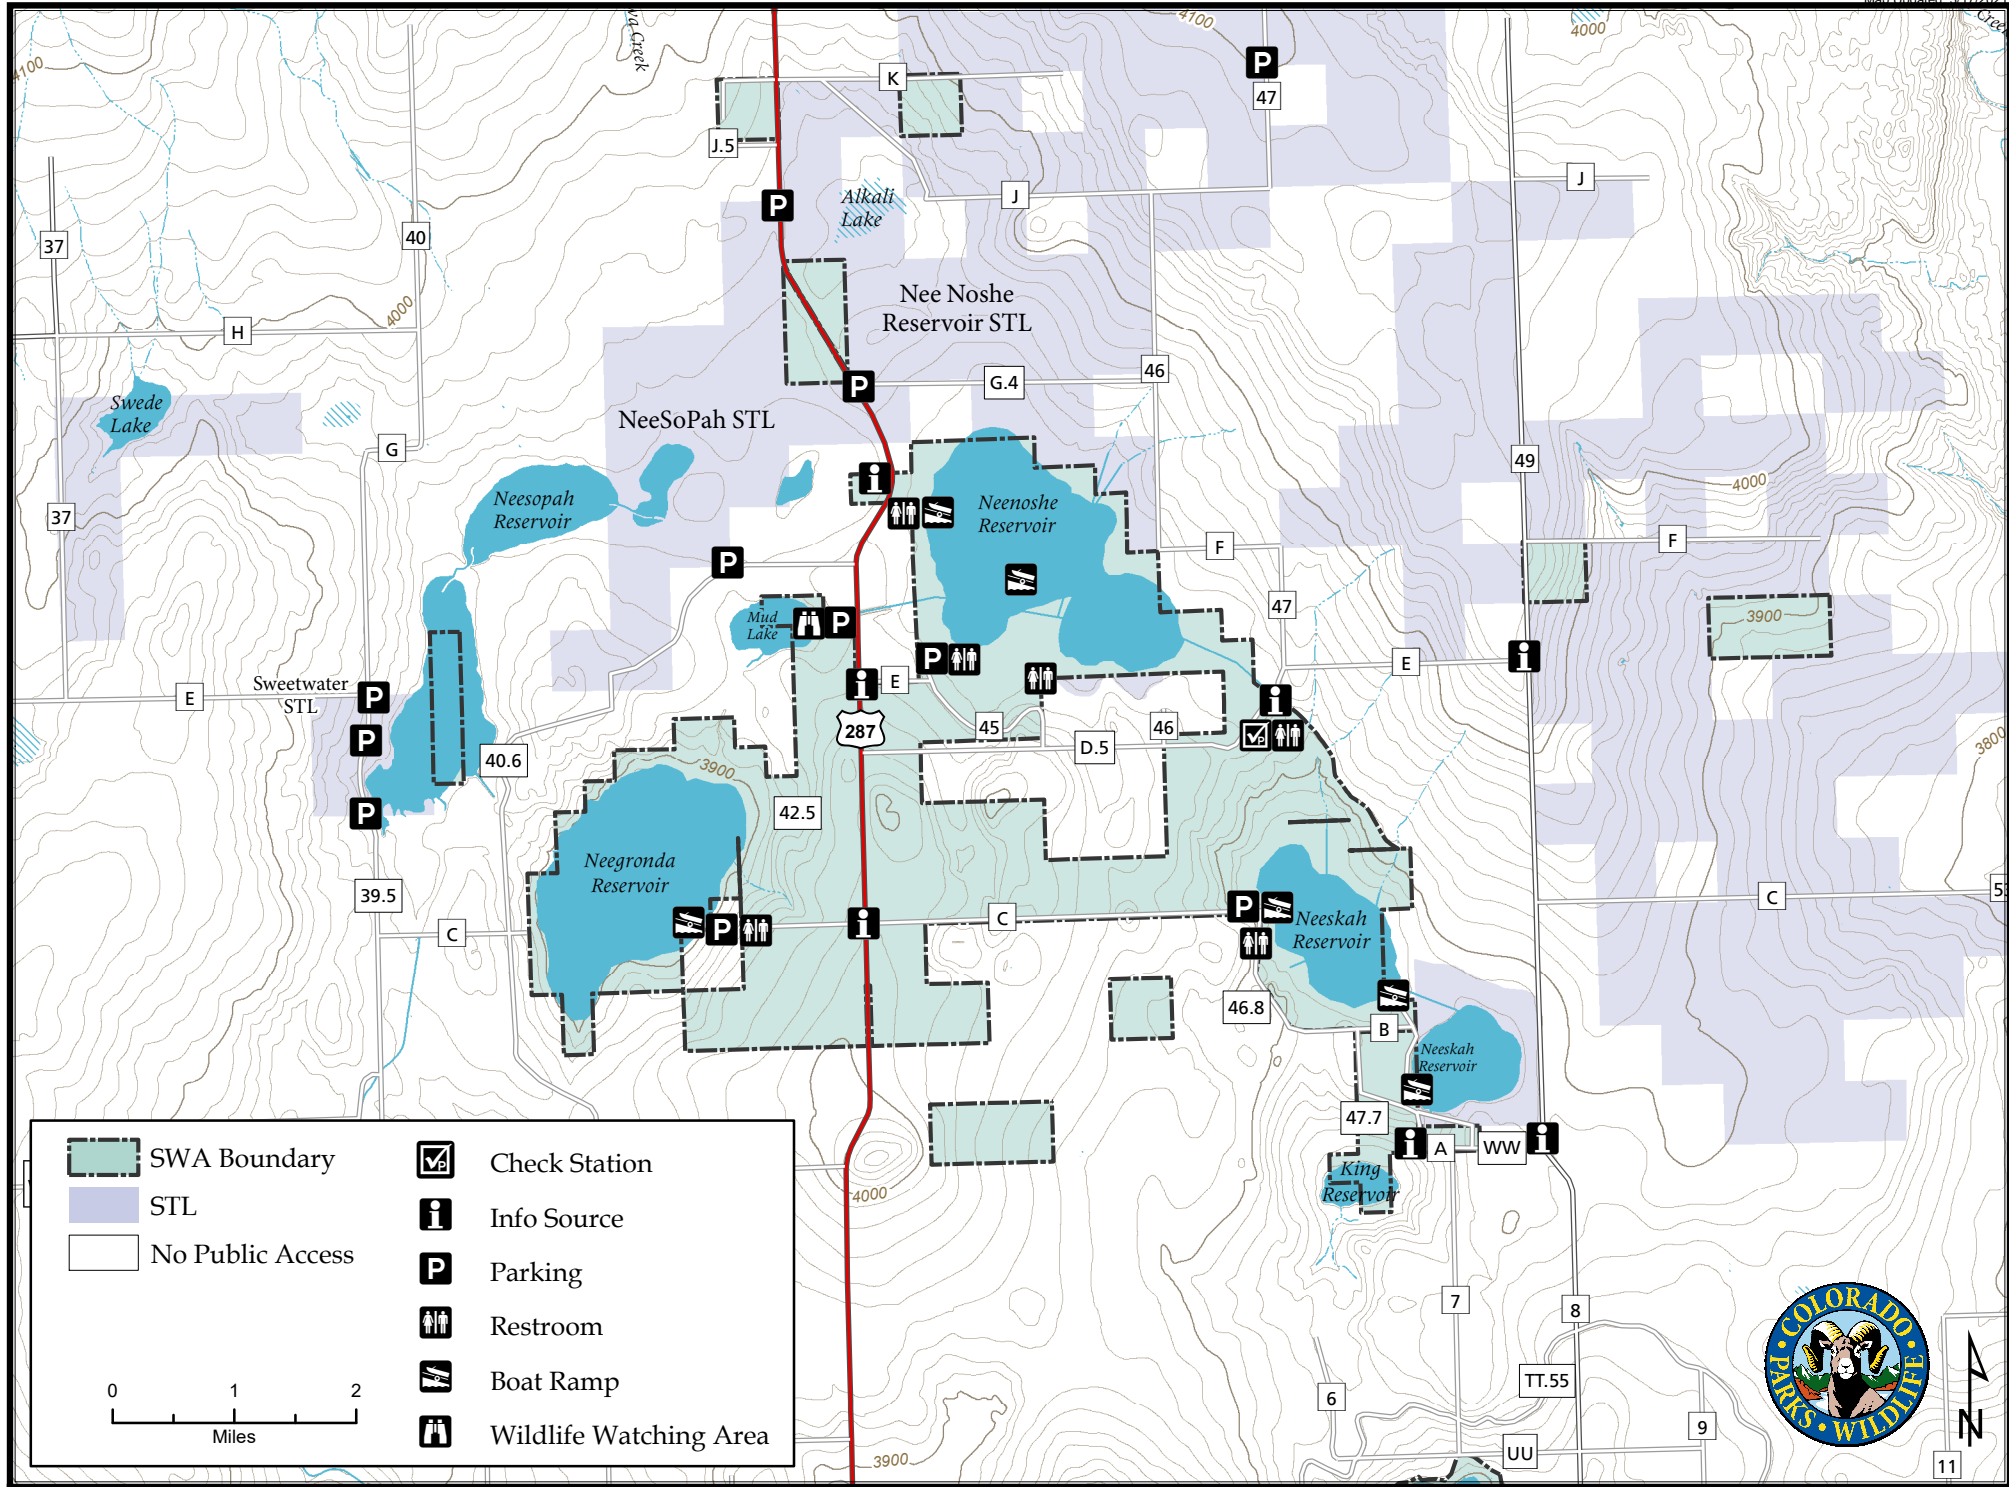 4100
4100
4000
P
47
K
J.5
P
Alkali
Lake
J
J
37
40
4000
H
Nee Noshe
Reservoir STL
G.4
46
P
Swede
Lake
NeeSoPah STL
G
49
4000
Neesopah
Reservoir
Neenoshe
Reservoir
37
F
F
P
47
Mud
Lake
P
3900
P
E
E
E
Sweetwater
STL
P
P
287
45
46
D.5
40.6
3900
3800
P
42.5
Neegronda
Reservoir
39.5
C
P
C
P
Neeskah
Reservoir
C
46.8
B
Neeskah
Reservoir
47.7
A
WW
King
Reservoir
4000
7
8
6
TT.55
9
UU
11
3900
SWA Boundary
STL
No Public Access
Check Station
Info Source
P
Parking
Restroom
Boat Ramp
Wildlife Watching Area
0 1 2
Miles
COLORADO
PARKS • WILDLIFE
N